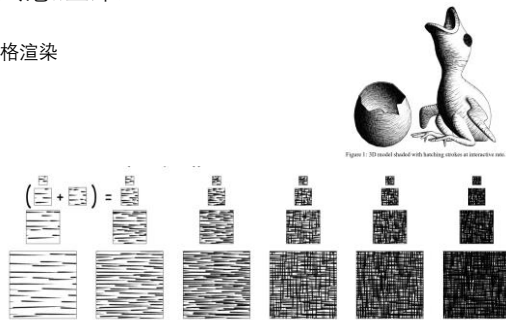 格渲染
Figure 1: 3D model shaded with hatching strokes at interactive rate.
( + ) =